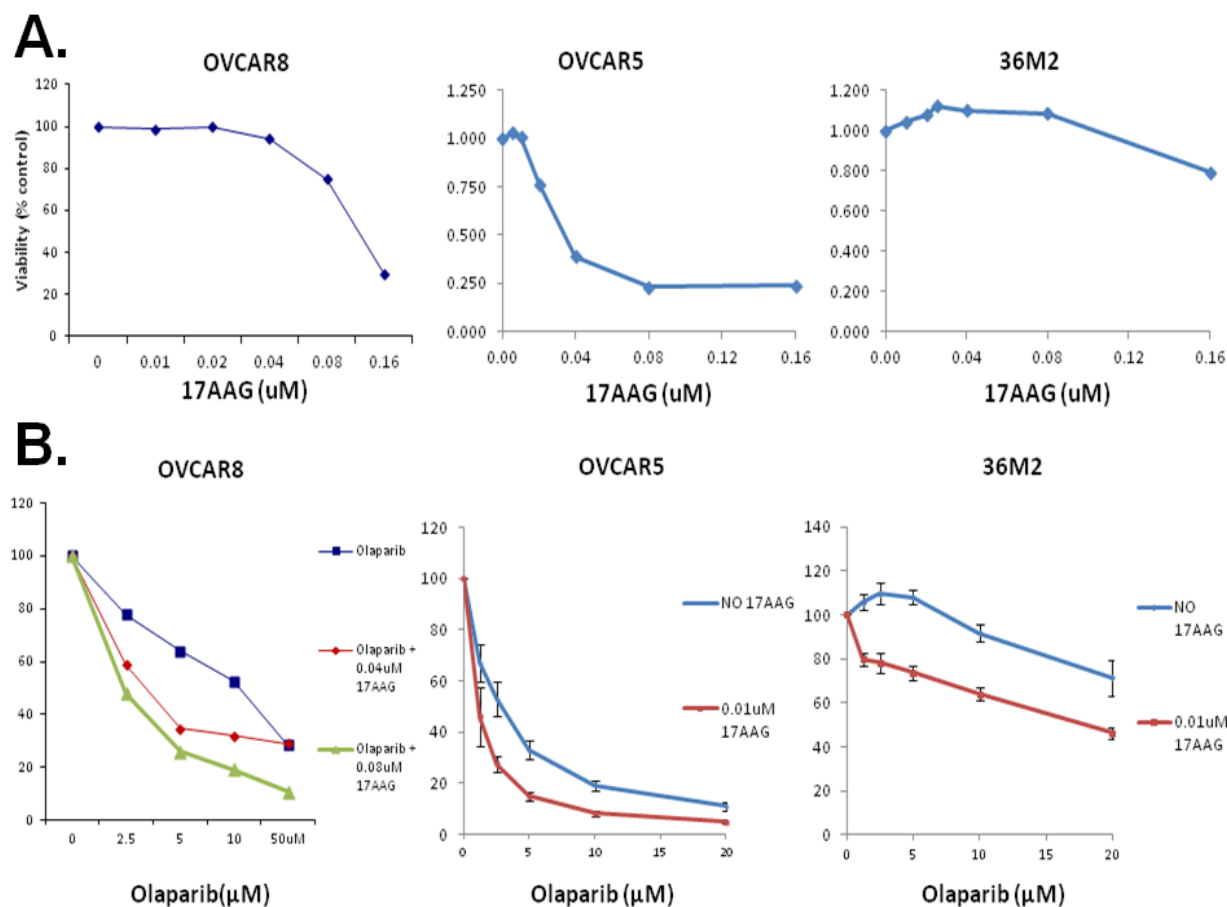 A.
OVCAR8
OVCAR5
36M2
Viability (% control)
120
100
80
60
40
20
0
0 0.01 0.02 0.04 0.08 0.16
17AAG (uM)
1.250
1.000
0.750
0.500
0.250
0.000
0.00 0.04 0.08 0.12 0.16
17AAG (uM)
1.200
1.000
0.800
0.600
0.400
0.200
0.000
0.00 0.04 0.08 0.12 0.16
17AAG (uM)
B.
OVCAR8
OVCAR5
36M2
120
100
80
60
40
20
0
0 2.5 5 10 50uM
Olaparib(μM)
Olaparib
Olaparib +
0.04uM
17AAG
Olaparib +
0.08uM
17AAG
120
100
80
60
40
20
0
0 5 10 15 20
Olaparib (μM)
NO 17AAG
0.01uM
17AAG
140
120
100
80
60
40
20
0
0 5 10 15 20
Olaparib (μM)
NO
17AAG
0.01uM
17AAG